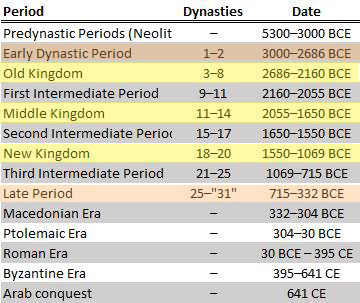 Period Dynasties Date
Predynastic Periods (Neolit – 5300–3000 BCE
Early Dynastic Period 1–2 3000–2686 BCE
Old Kingdom 3–8 2686–2160 BCE
First Intermediate Period 9–11 2160–2055 BCE
Middle Kingdom 11–14 2055–1650 BCE
Second Intermediate Perio 15–17 1650–1550 BCE
New Kingdom 18–20 1550–1069 BCE
Third Intermediate Period 21–25 1069–715 BCE
Late Period 25–"31" 715–332 BCE
Macedonian Era – 332–304 BCE
Ptolemaic Era – 304–30 BCE
Roman Era – 30 BCE – 395 CE
Byzantine Era – 395–641 CE
Arab conquest – 641 CE